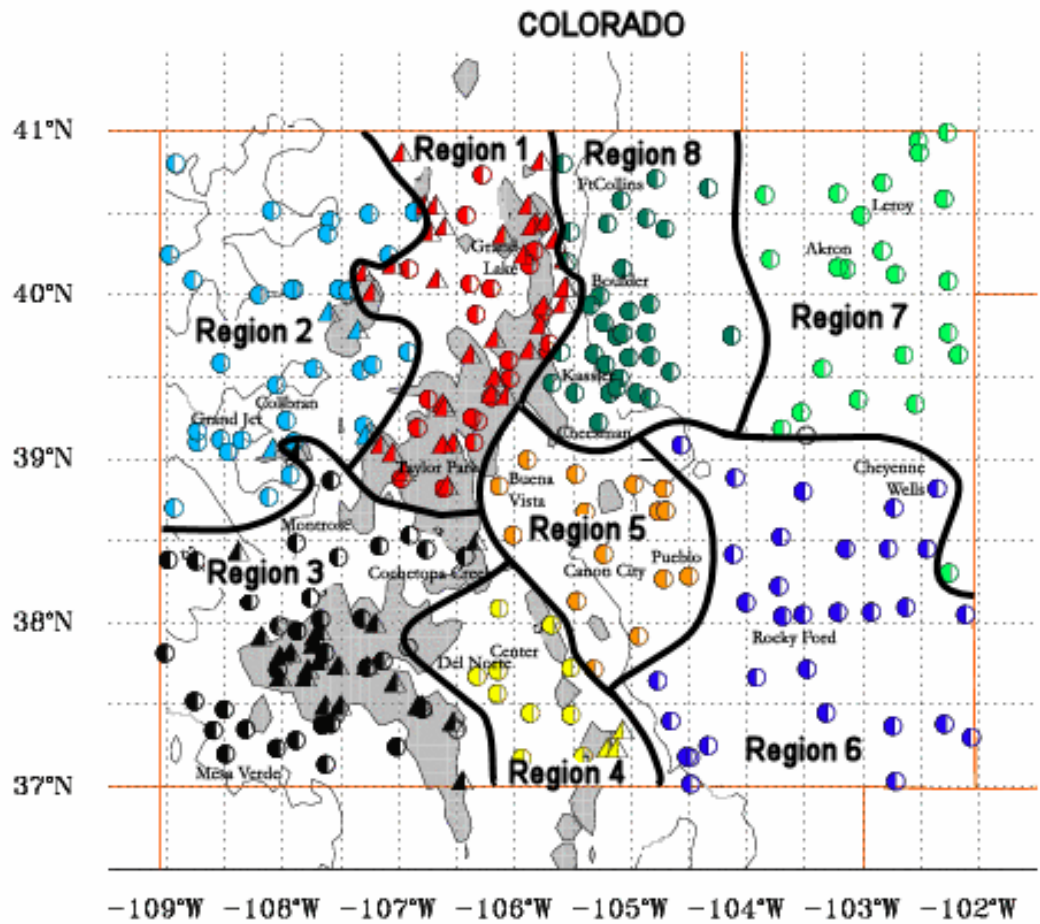 COLORADO
41°N
Region 1
Region 8
FtCollins
Leroy
Grand
Lake
Akron
40°N
Boulder
Region 2
Region 7
Kassler
Collbran
Grand Jct
Cheesman
39°N
Taylor Park
Cheyenne
Wells
Buena
Vista
Montrose
Region 5
Region 3
Cochetopa Creek
Canon City
Pueblo
38°N
Rocky Ford
Center
Del Norte
Region 6
Mesa Verde
Region 4
37°N
-109°W -108°W -107°W -106°W -105°W -104°W -103°W -102°W